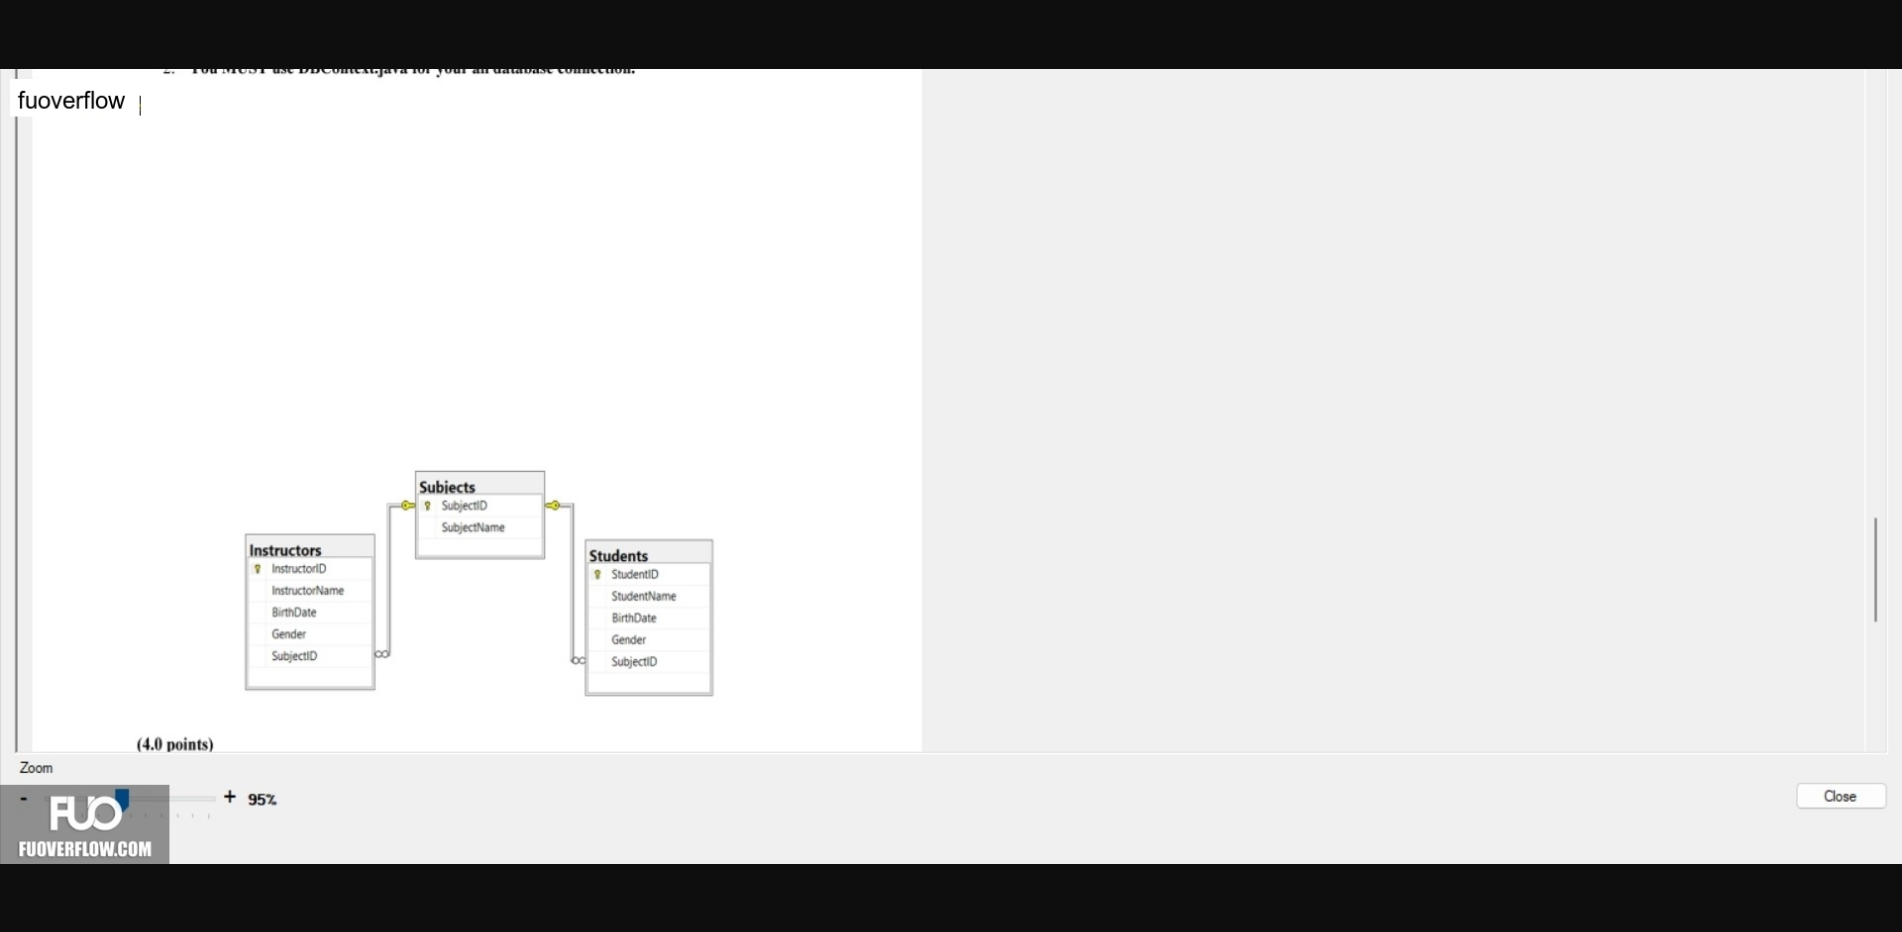 2. You MUST use DBContext.java for your all database connection.
fuoverflow
Subjects
SubjectID
SubjectName
Instructors
InstructorID
InstructorName
BirthDate
Gender
SubjectID
Students
StudentID
StudentName
BirthDate
Gender
SubjectID
(4.0 points)
Zoom
- + 95%
Close
FUO
FUOVERFLOW.COM